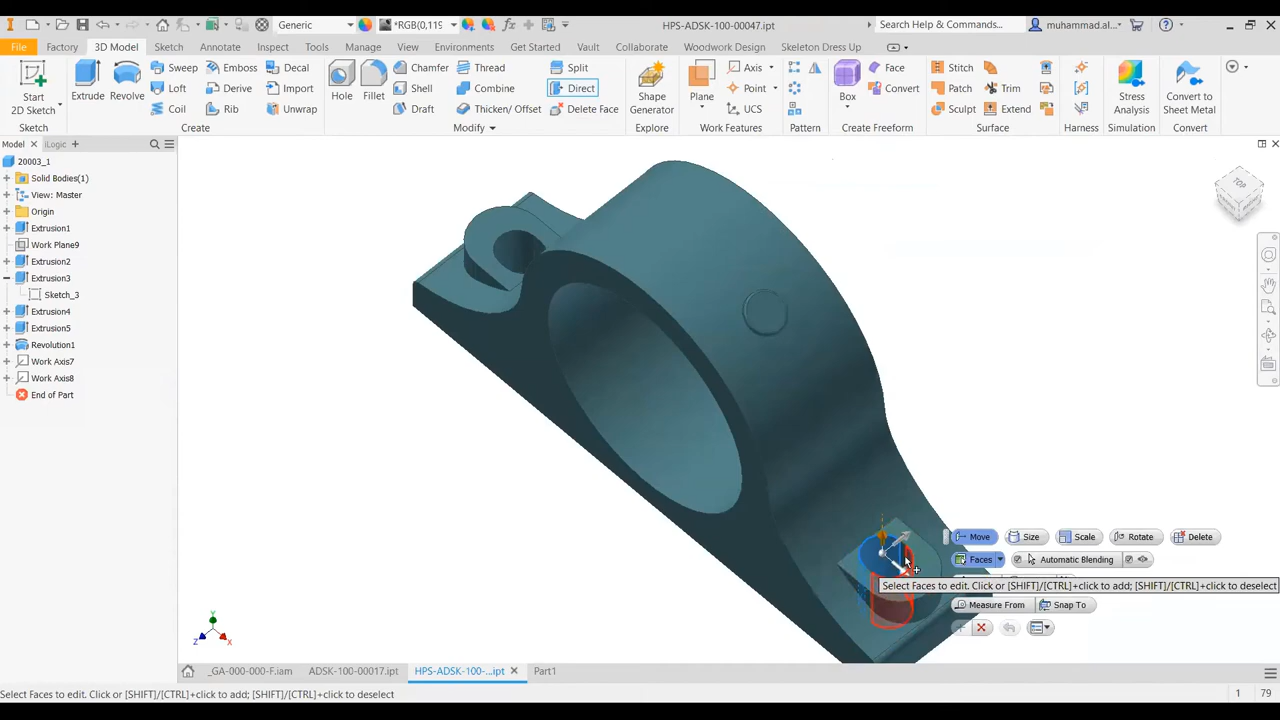 Generic
*RGB(0,119
HPS-ADSK-100-00047.ipt
Search Help & Commands...
muhammad.al...
File
Factory
3D Model
Sketch
Annotate
Inspect
Tools
Manage
View
Environments
Get Started
Vault
Collaborate
Woodwork Design
Skeleton Dress Up
Start
2D Sketch
Extrude
Revolve
Sweep
Emboss
Decal
Loft
Derive
Import
Coil
Rib
Unwrap
Hole
Fillet
Chamfer
Thread
Split
Shell
Combine
Direct
Draft
Thicken/ Offset
Delete Face
Shape
Generator
Plane
Axis
Point
UCS
Box
Face
Convert
Stitch
Patch
Trim
Sculpt
Extend
Stress
Analysis
Convert to
Sheet Metal
Sketch
Create
Modify
Explore
Work Features
Pattern
Create Freeform
Surface
Harness
Simulation
Convert
Model
iLogic
20003_1
Solid Bodies(1)
View: Master
Origin
Extrusion1
Work Plane9
Extrusion2
Extrusion3
Sketch_3
Extrusion4
Extrusion5
Revolution1
Work Axis7
Work Axis8
End of Part
TOP
Move
Size
Scale
Rotate
Delete
Faces
Automatic Blending
Select Faces to edit. Click or [SHIFT]/[CTRL]+click to add; [SHIFT]/[CTRL]+click to deselect
Measure From
Snap To
Y
Z
X
_GA-000-000-F.iam
ADSK-100-00017.ipt
HPS-ADSK-100-...ipt
Part1
Select Faces to edit. Click or [SHIFT]/[CTRL]+click to add; [SHIFT]/[CTRL]+click to deselect
1
79